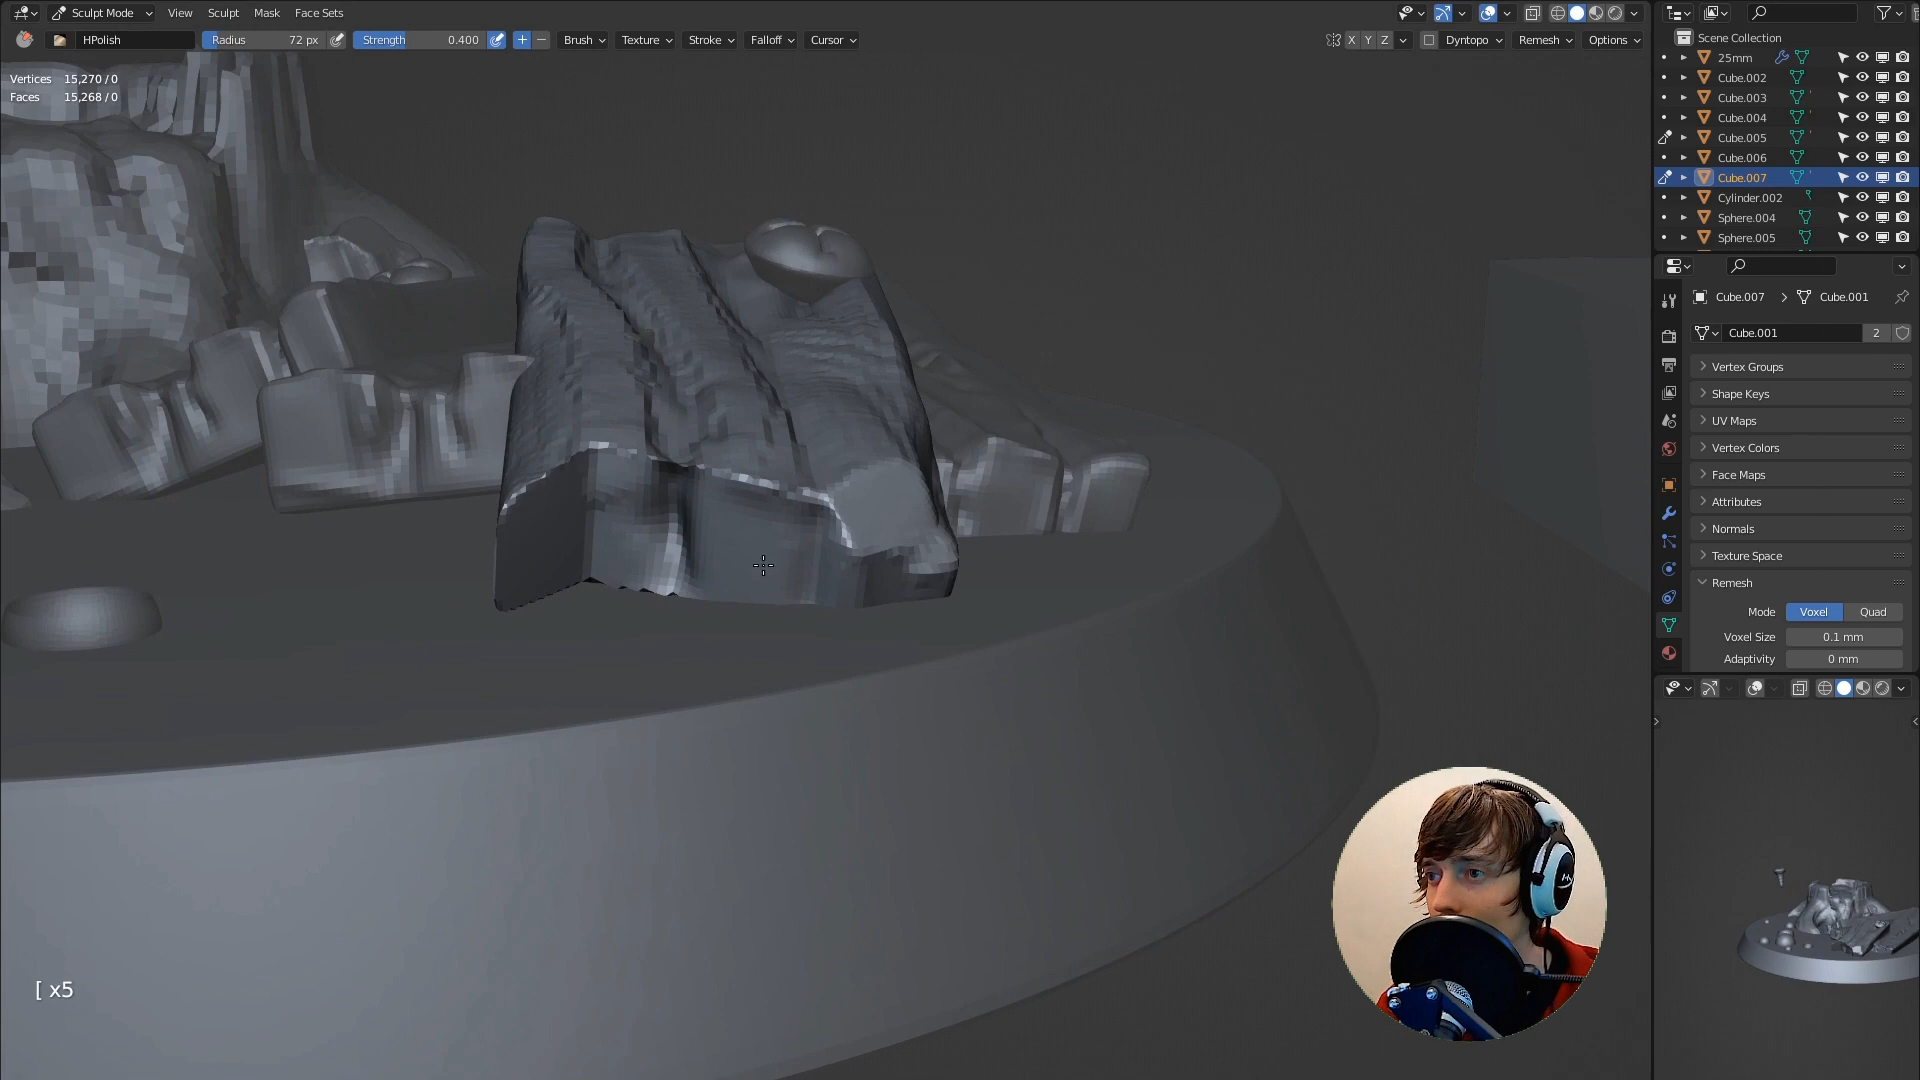 Sculpt Mode View Sculpt Mask Face Sets
HPolish Radius 72 px Strength 0.400 Brush Texture Stroke Falloff Cursor X Y Z Dyntopo Remesh Options
Vertices 15,270 / 0
Faces 15,268 / 0
Scene Collection
25mm
Cube.002
Cube.003
Cube.004
Cube.005
Cube.006
Cube.007
Cylinder.002
Sphere.004
Sphere.005
Cube.007 Cube.001
Cube.001 2
Vertex Groups
Shape Keys
UV Maps
Vertex Colors
Face Maps
Attributes
Normals
Texture Space
Remesh
Mode Voxel Quad
Voxel Size 0.1 mm
Adaptivity 0 mm
[ x5